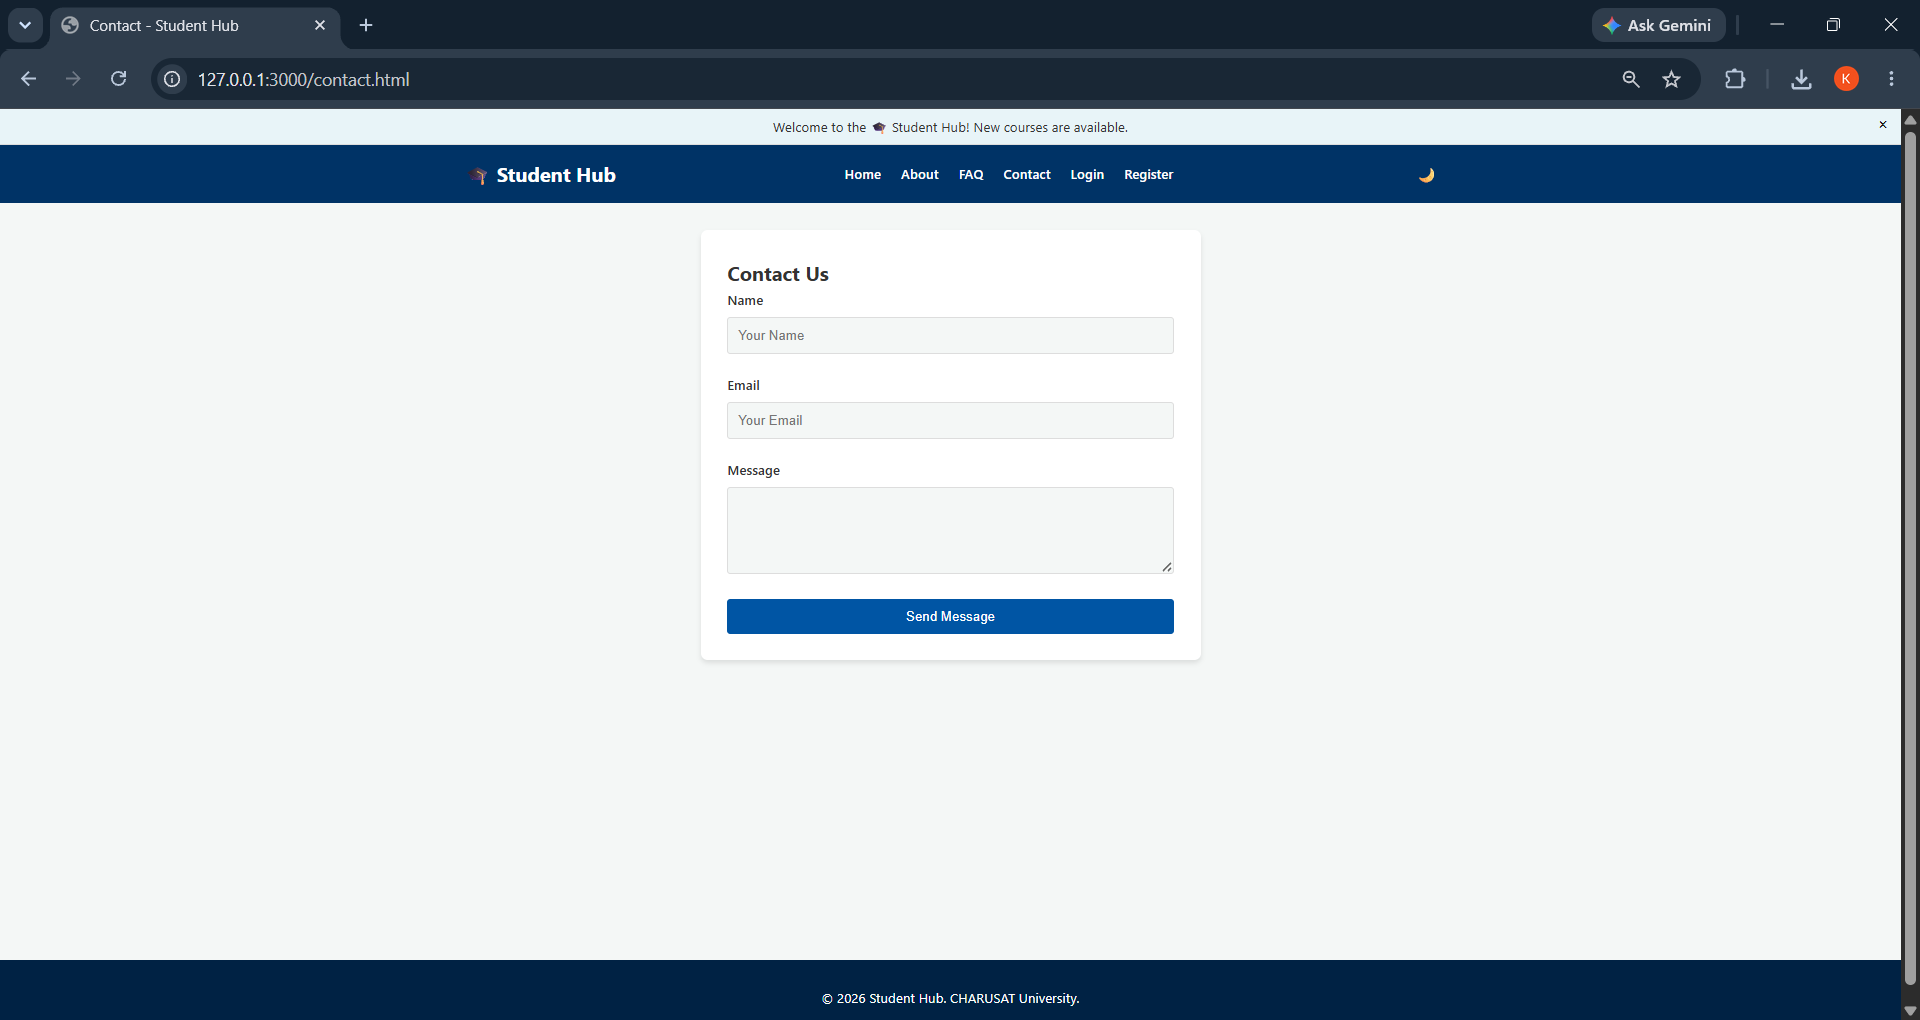 Contact - Student Hub
Ask Gemini
127.0.0.1:3000/contact.html
K
Welcome to the 🎓 Student Hub! New courses are available.
×
🎓 Student Hub
Home About FAQ Contact Login Register
Contact Us
Name
Your Name
Email
Your Email
Message
Send Message
© 2026 Student Hub. CHARUSAT University.